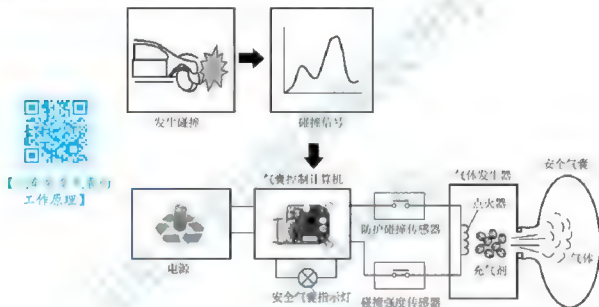 发生碰撞
碰撞信号
工作原理】
气囊控制计算机
气体发生器
安全气囊
点火器
防护碰撞传感器
充气剂
气体
电源
安全气囊指示灯
碰撞强度传感器